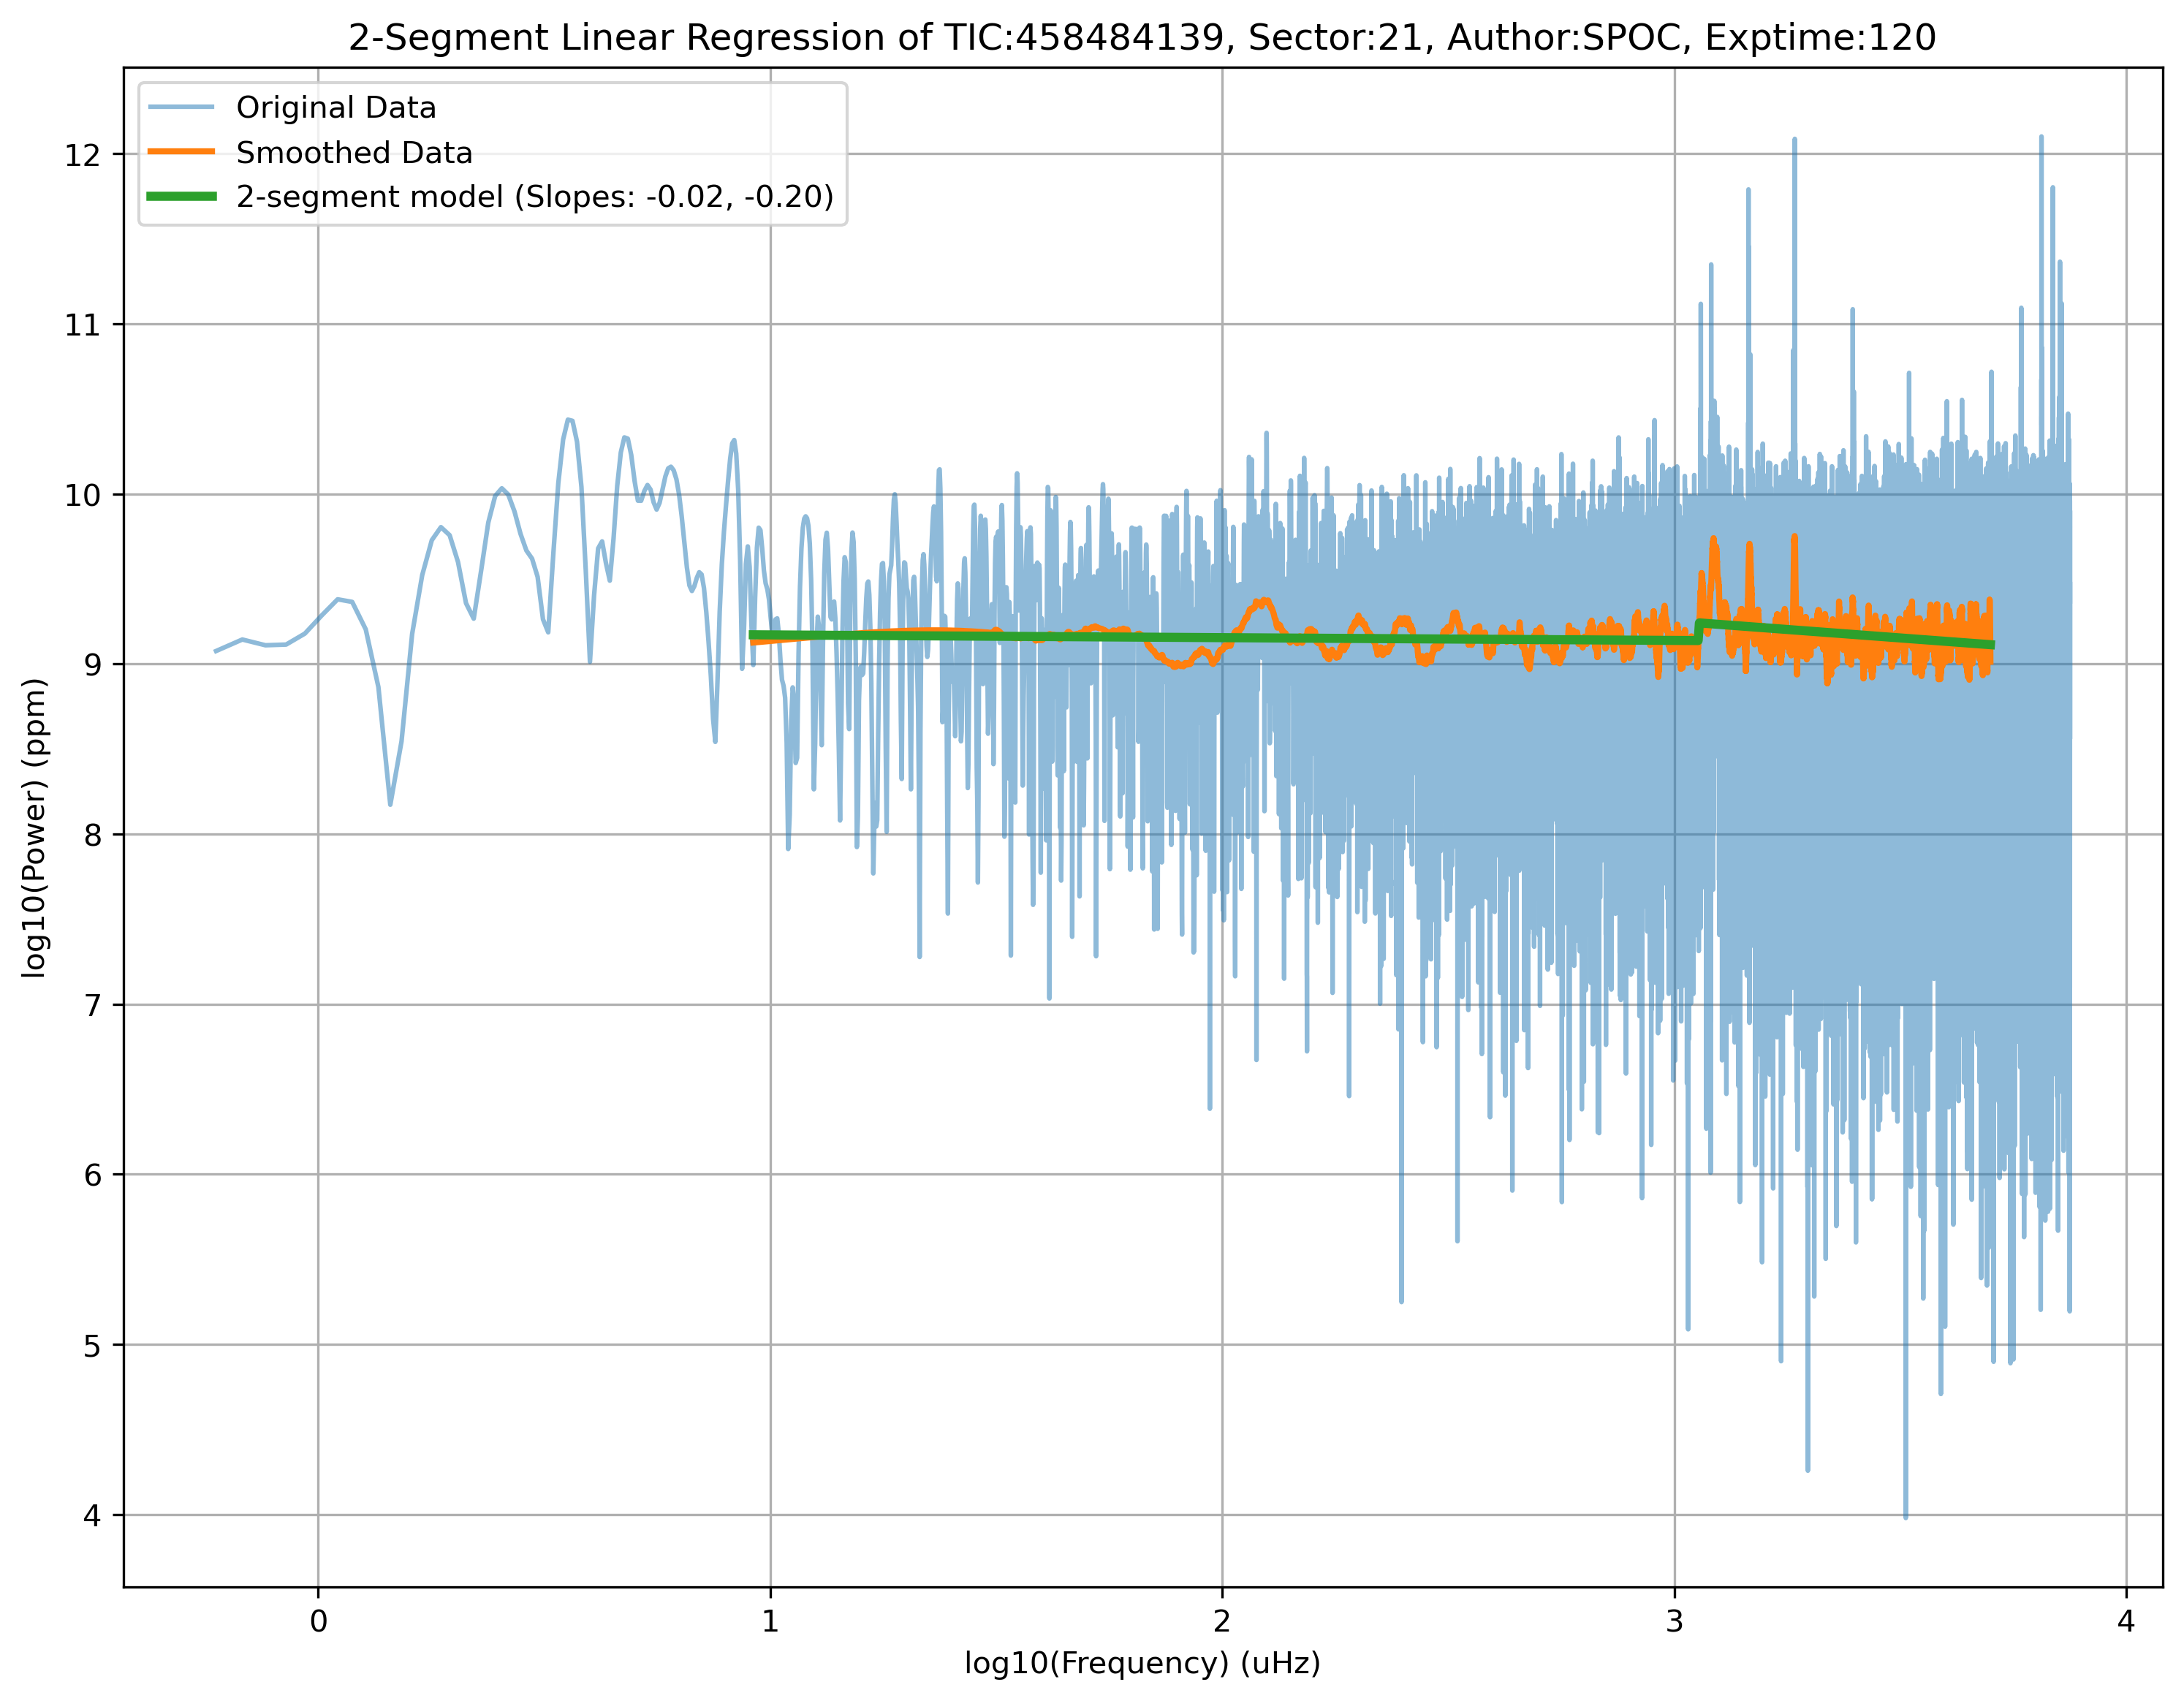 2-Segment Linear Regression of TIC:458484139, Sector:21, Author:SPOC, Exptime:120
Original Data
Smoothed Data
2-segment model (Slopes: -0.02, -0.20)
12
11
10
9
8
7
6
5
4
log10(Power) (ppm)
0 1 2 3 4
log10(Frequency) (uHz)